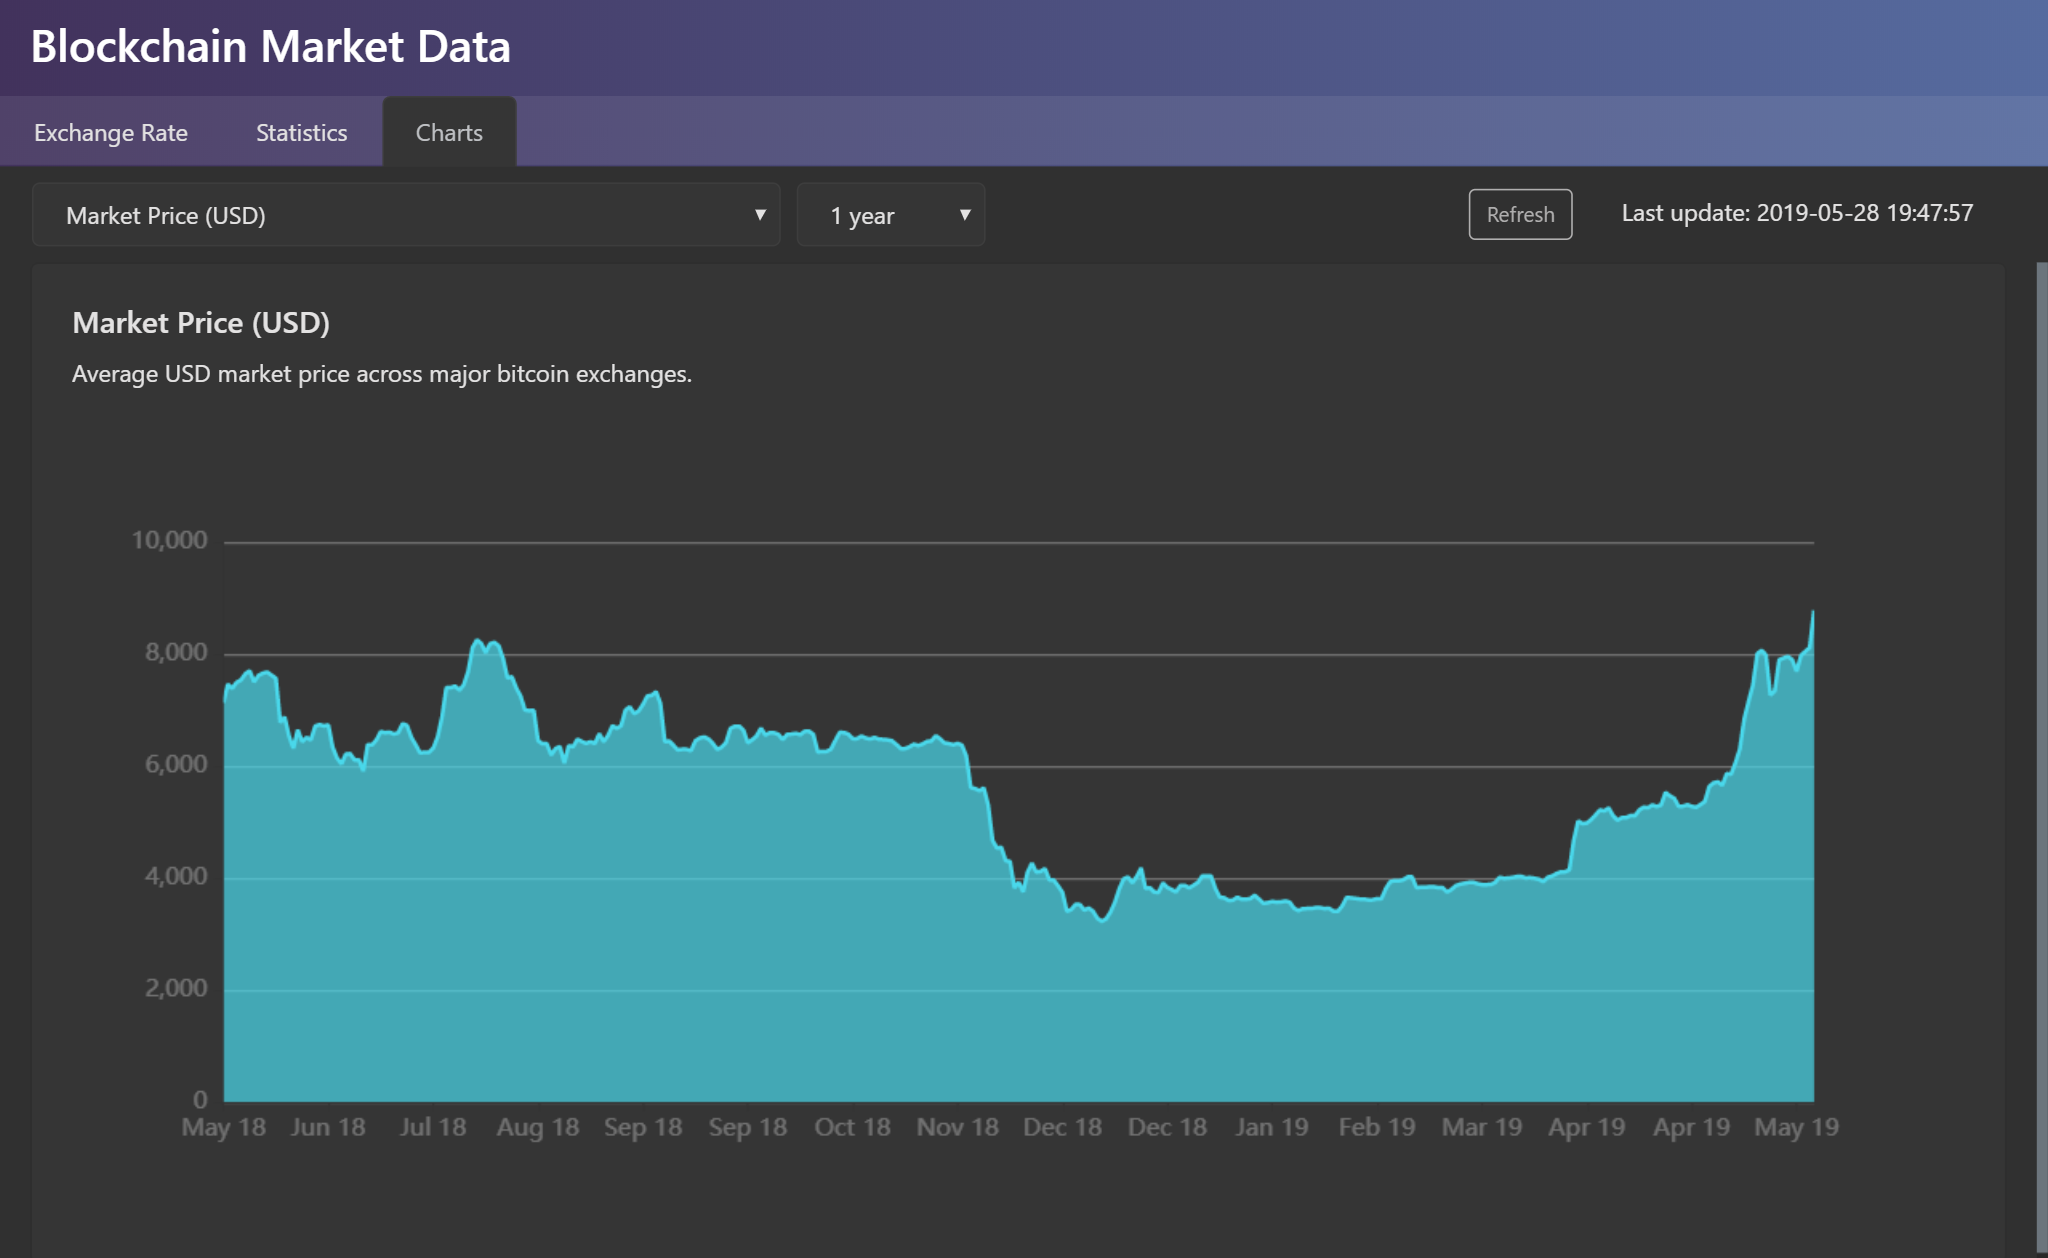 Blockchain Market Data
Exchange Rate Statistics Charts
Market Price (USD) ▼ 1 year ▼ Refresh Last update: 2019-05-28 19:47:57
Market Price (USD)
Average USD market price across major bitcoin exchanges.
10,000
8,000
6,000
4,000
2,000
0
May 18 Jun 18 Jul 18 Aug 18 Sep 18 Sep 18 Oct 18 Nov 18 Dec 18 Dec 18 Jan 19 Feb 19 Mar 19 Apr 19 Apr 19 May 19